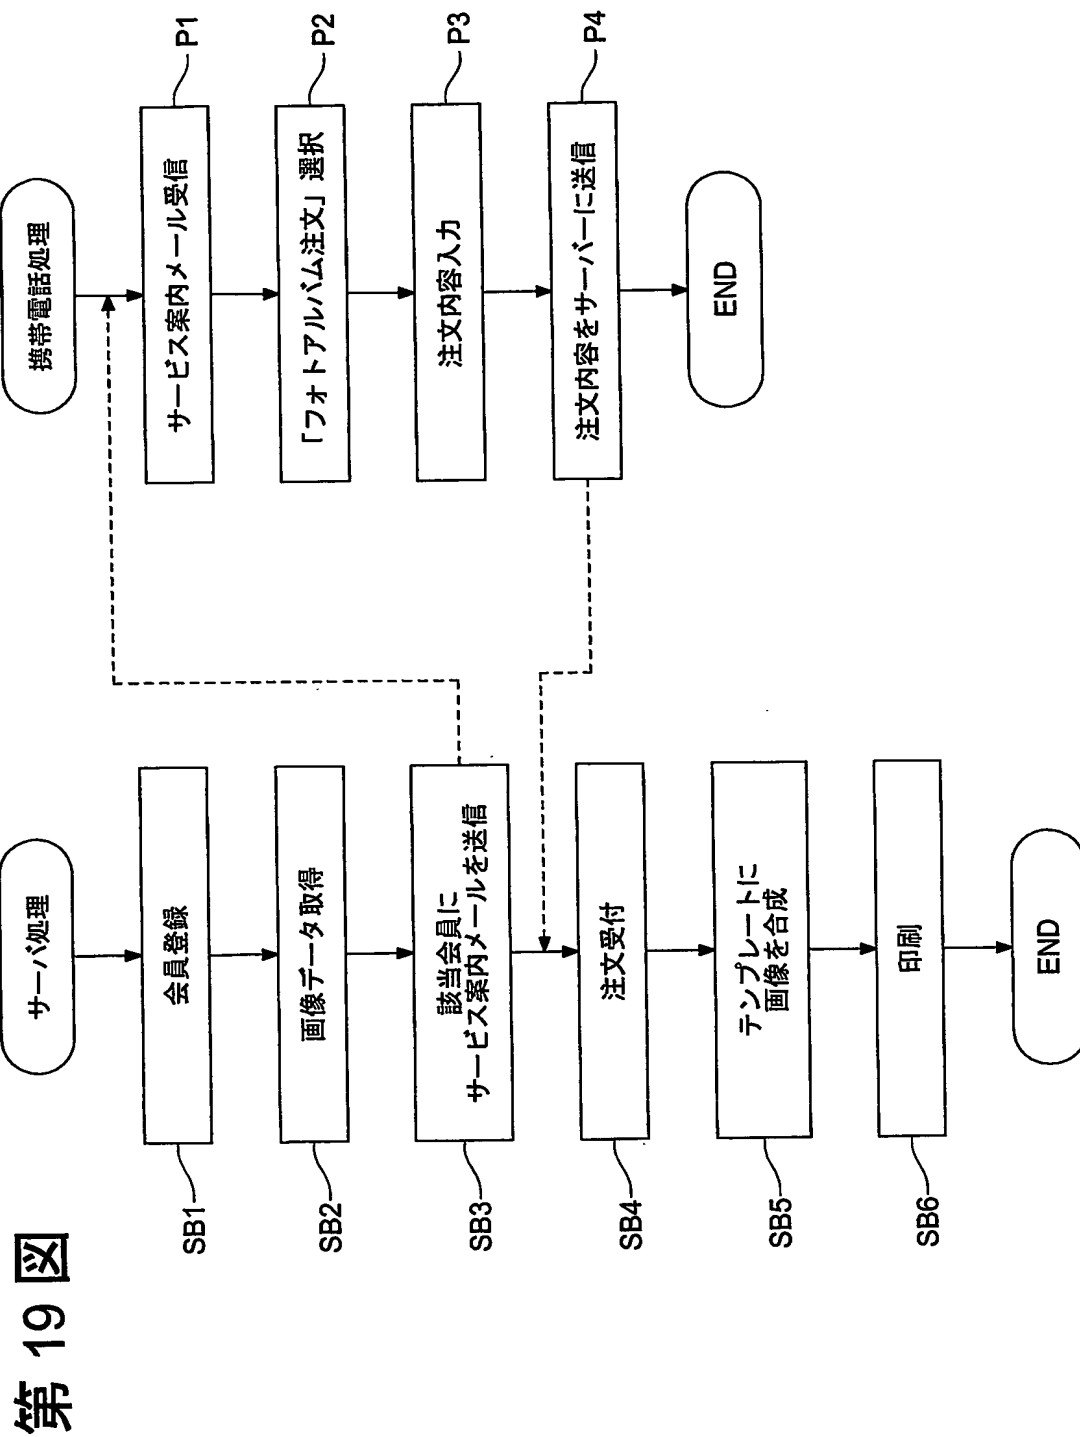 第 19 図
サーバ処理
会員登録
SB1
画像データ取得
SB2
該当会員に
サービス案内メールを送信
SB3
注文受付
SB4
テンプレートに
画像を合成
SB5
印刷
SB6
END
携帯電話処理
サービス案内メール受信
P1
「フォトアルバム注文」選択
P2
注文内容入力
P3
注文内容をサーバーに送信
P4
END